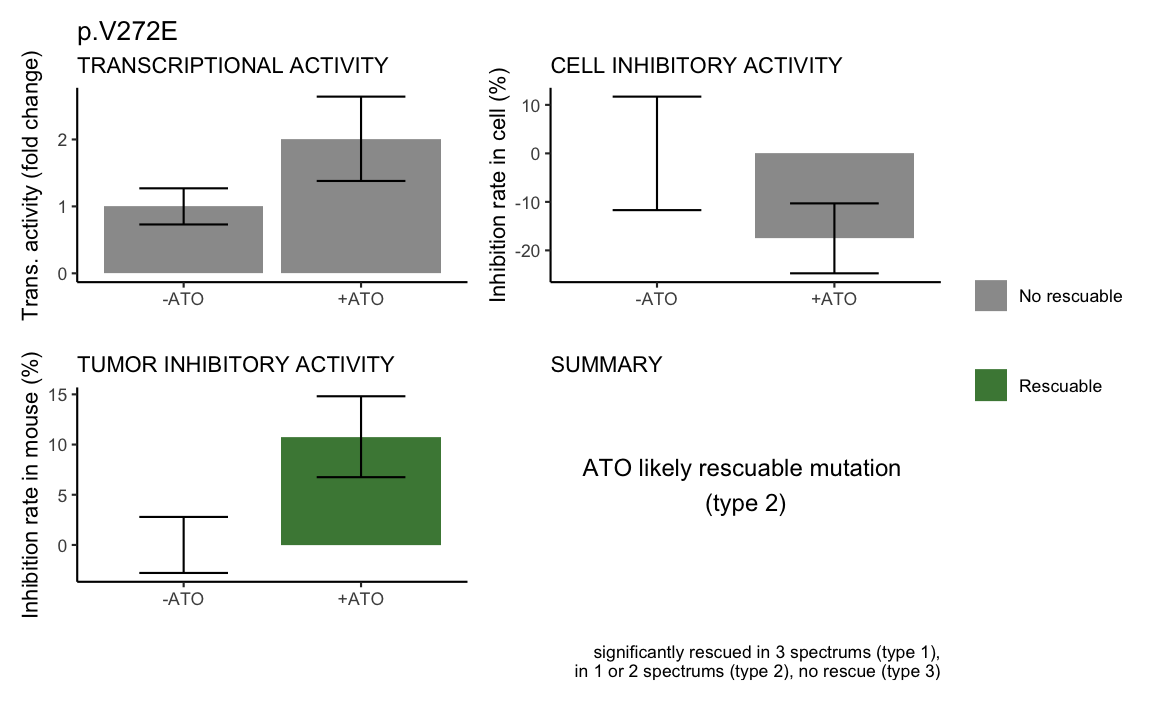 p.V272E
TRANSCRIPTIONAL ACTIVITY
Trans. activity (fold change)
2
1
0
-ATO
+ATO
CELL INHIBITORY ACTIVITY
Inhibition rate in cell (%)
10
0
-10
-20
-ATO
+ATO
No rescuable
Rescuable
TUMOR INHIBITORY ACTIVITY
Inhibition rate in mouse (%)
15
10
5
0
-ATO
+ATO
SUMMARY
ATO likely rescuable mutation
(type 2)
significantly rescued in 3 spectrums (type 1),
in 1 or 2 spectrums (type 2), no rescue (type 3)